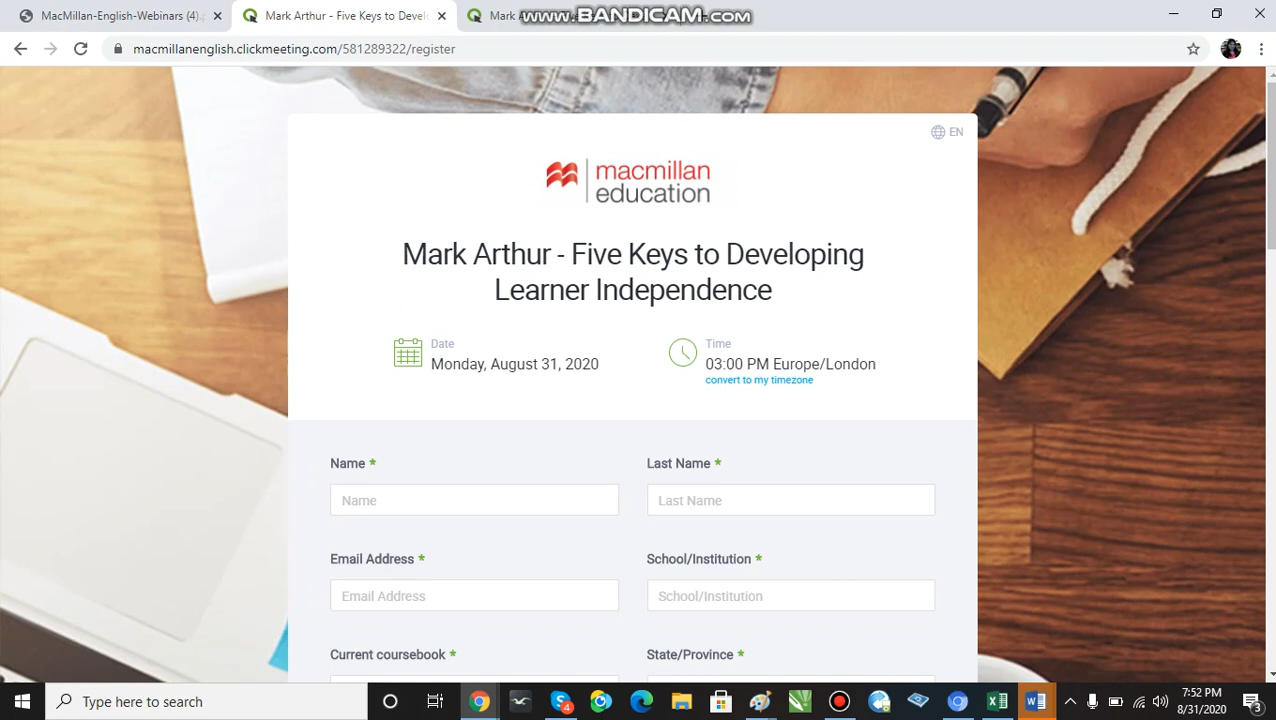 MacMillan-English-Webinars (4).p
Mark Arthur - Five Keys to Devel
Mark
www.BANDICAM.com
macmillanenglish.clickmeeting.com/581289322/register
EN
macmillan
education
Mark Arthur - Five Keys to Developing
Learner Independence
Date
Monday, August 31, 2020
Time
03:00 PM Europe/London
convert to my timezone
Name *
Last Name *
Name
Last Name
Email Address *
School/Institution *
Email Address
School/Institution
Current coursebook *
State/Province *
Type here to search
4
7:52 PM
8/31/2020
3